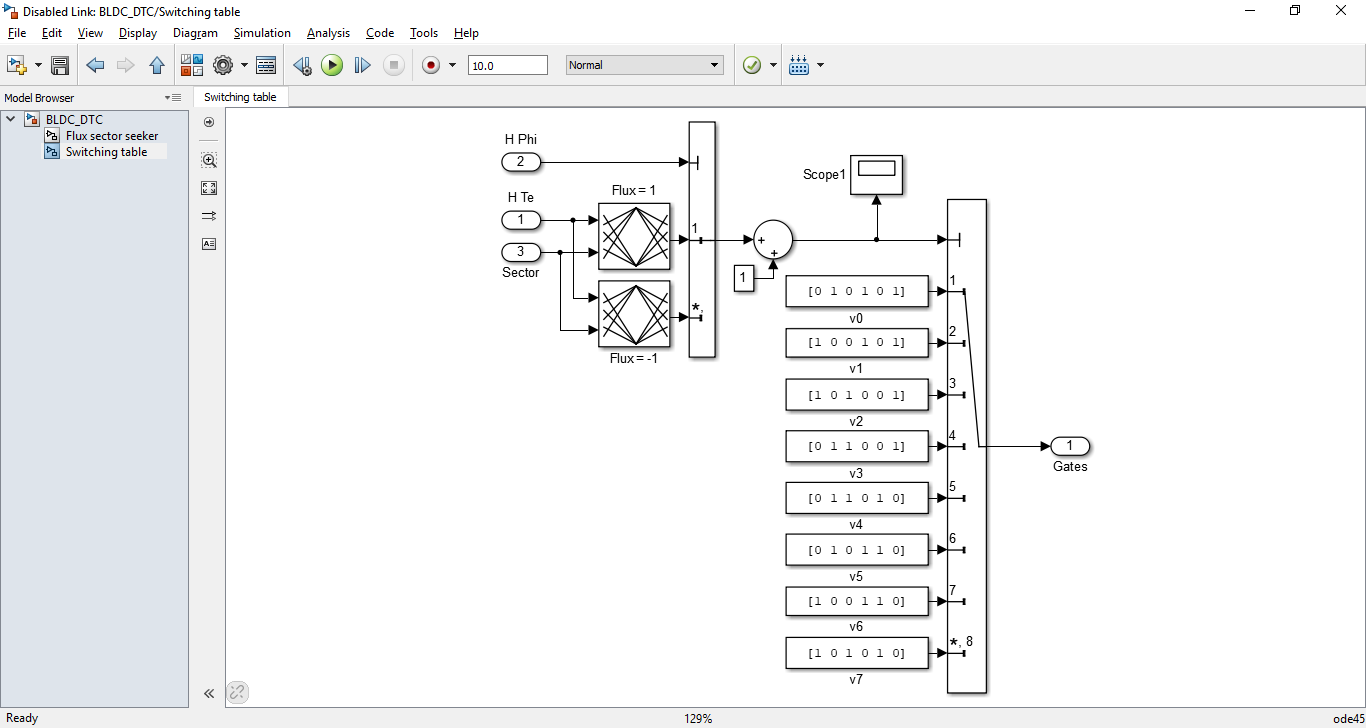 Disabled Link: BLDC_DTC/Switching table
File Edit View Display Diagram Simulation Analysis Code Tools Help
10.0 Normal
Model Browser
Switching table
BLDC_DTC
Flux sector seeker
Switching table
H Phi
2
H Te
1
3
Sector
Flux = 1
Flux = -1
1
*,
+
+
1
Scope1
[0 1 0 1 0 1]
v0
[1 0 0 1 0 1]
v1
[1 0 1 0 0 1]
v2
[0 1 1 0 0 1]
v3
[0 1 1 0 1 0]
v4
[0 1 0 1 1 0]
v5
[1 0 0 1 1 0]
v6
[1 0 1 0 1 0]
v7
1
2
3
4
5
6
7
*, 8
1
Gates
Ready 129% ode45